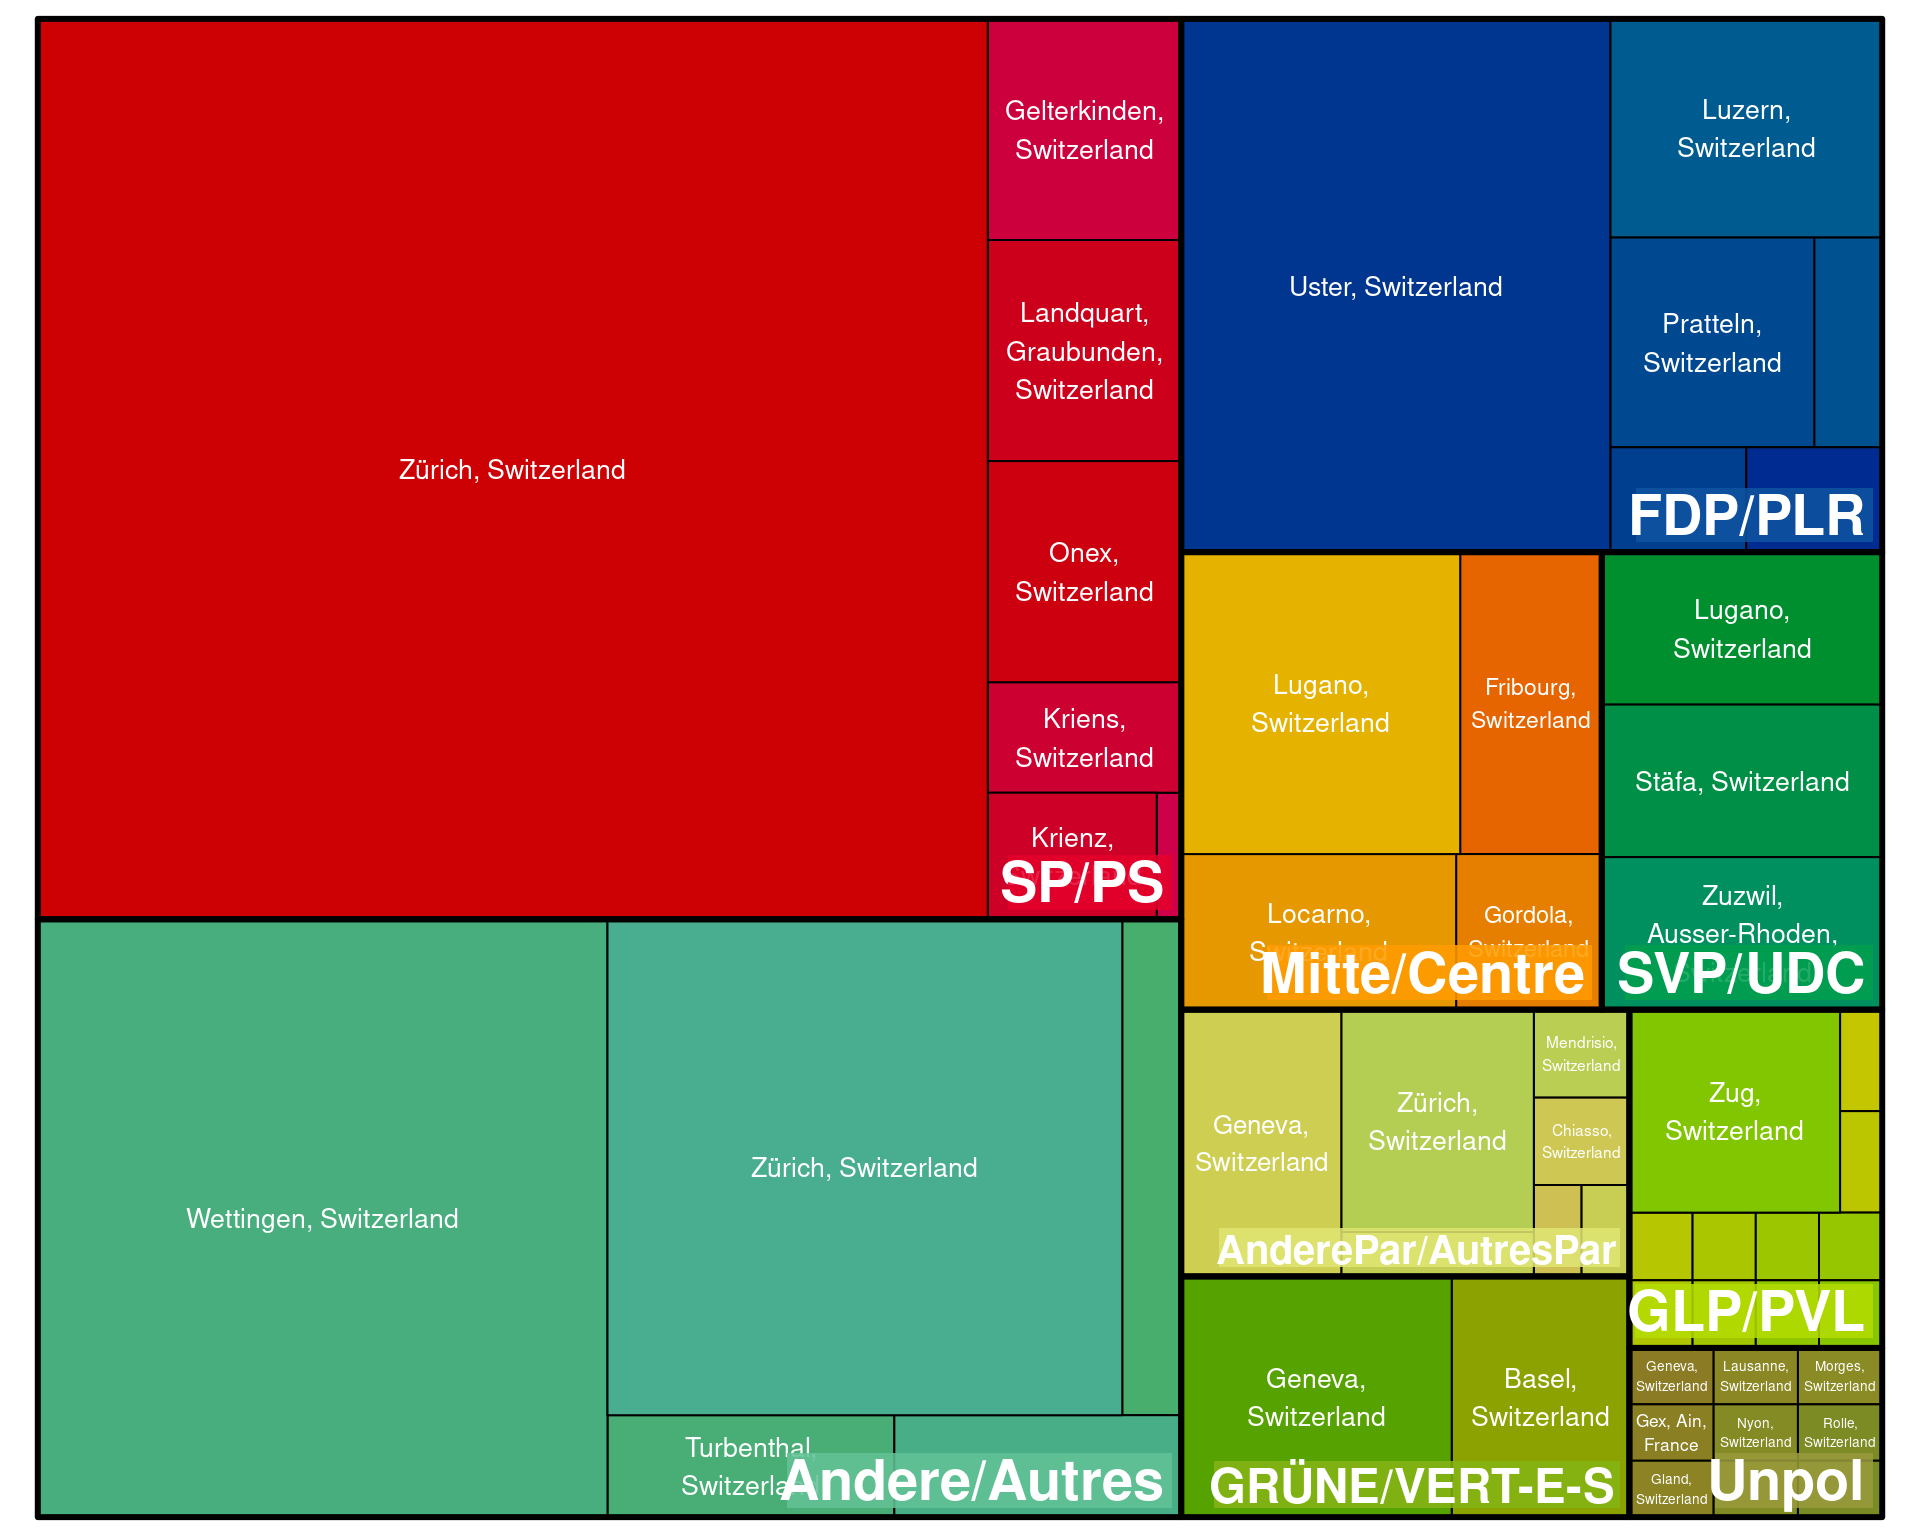 Zürich, Switzerland
Gelterkinden,
Switzerland
Landquart,
Graubunden,
Switzerland
Onex,
Switzerland
Kriens,
Switzerland
Krienz,
SP/PS
Uster, Switzerland
Luzern,
Switzerland
Pratteln,
Switzerland
FDP/PLR
Lugano,
Switzerland
Fribourg,
Switzerland
Locarno,
Switzerland
Gordola,
Switzerland
Mitte/Centre
Lugano,
Switzerland
Stäfa, Switzerland
Zuzwil,
Ausser-Rhoden,
Switzerland
SVP/UDC
Wettingen, Switzerland
Zürich, Switzerland
Turbenthal,
Switzerland
Andere/Autres
Geneva,
Switzerland
Zürich,
Switzerland
Mendrisio,
Switzerland
Chiasso,
Switzerland
AnderePar/AutresPar
Zug,
Switzerland
GLP/PVL
Geneva,
Switzerland
Basel,
Switzerland
GRÜNE/VERT-E-S
Geneva,
Switzerland
Lausanne,
Switzerland
Morges,
Switzerland
Gex, Ain,
France
Nyon,
Switzerland
Rolle,
Switzerland
Gland,
Switzerland
Unpol